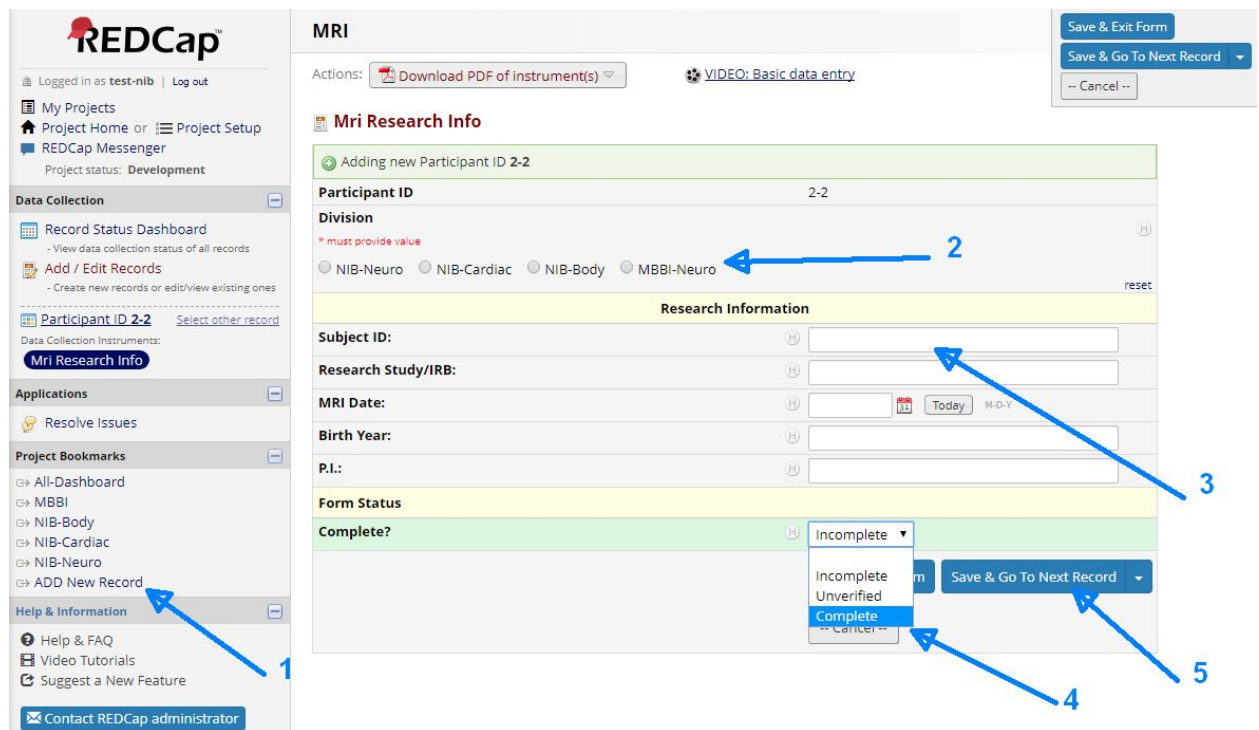 REDCap
Logged in as test-nib | Log out
My Projects
Project Home or Project Setup
REDCap Messenger
Project status: Development
Data Collection
Record Status Dashboard
- View data collection status of all records
Add / Edit Records
- Create new records or edit/view existing ones
Participant ID 2-2 Select other record
Data Collection Instruments:
Mri Research Info
Applications
Resolve Issues
Project Bookmarks
All-Dashboard
MBBI
NIB-Body
NIB-Cardiac
NIB-Neuro
ADD New Record
1
Help & Information
Help & FAQ
Video Tutorials
Suggest a New Feature
Contact REDCap administrator
MRI
Save & Exit Form
Save & Go To Next Record
-- Cancel --
Actions: Download PDF of instrument(s) VIDEO: Basic data entry
Mri Research Info
Adding new Participant ID 2-2
Participant ID 2-2
Division H
* must provide value
NIB-Neuro NIB-Cardiac NIB-Body MBBI-Neuro 2
reset
Research Information
Subject ID: H
Research Study/IRB: H
MRI Date: H 31 Today M-D-Y
Birth Year: H
P.I.: H
3
Form Status
Complete? H Incomplete
Incomplete
Unverified
Complete
m Save & Go To Next Record
-- Cancel --
4
5